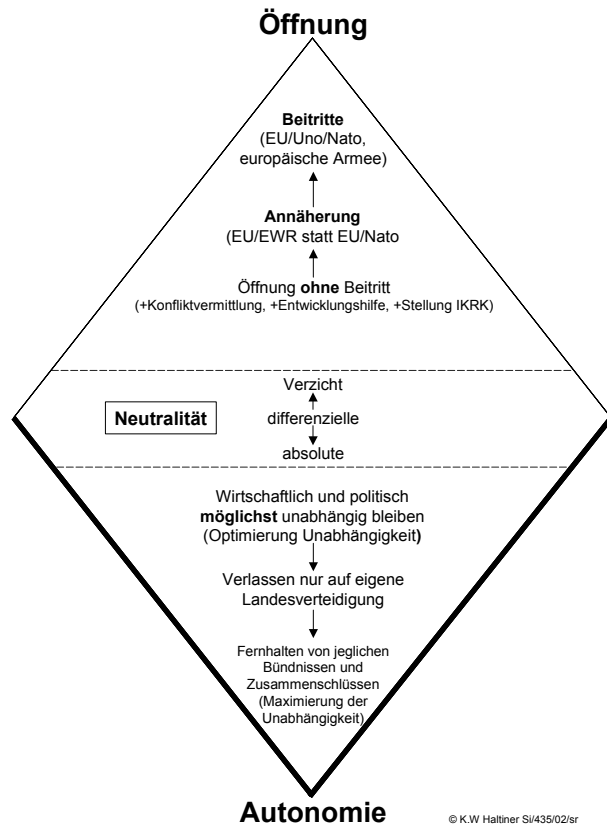 Öffnung
Beitritte
(EU/Uno/Nato,
europäische Armee)
Annäherung
(EU/EWR statt EU/Nato
Öffnung ohne Beitritt
(+Konfliktvermittlung, +Entwicklungshilfe, +Stellung IKRK)
Verzicht
Neutralität
differenzielle
absolute
Wirtschaftlich und politisch
möglichst unabhängig bleiben
(Optimierung Unabhängigkeit)
Verlassen nur auf eigene
Landesverteidigung
Fernhalten von jeglichen
Bündnissen und
Zusammenschlüssen
(Maximierung der
Unabhängigkeit)
Autonomie
© K.W Haltiner Si/435/02/sr